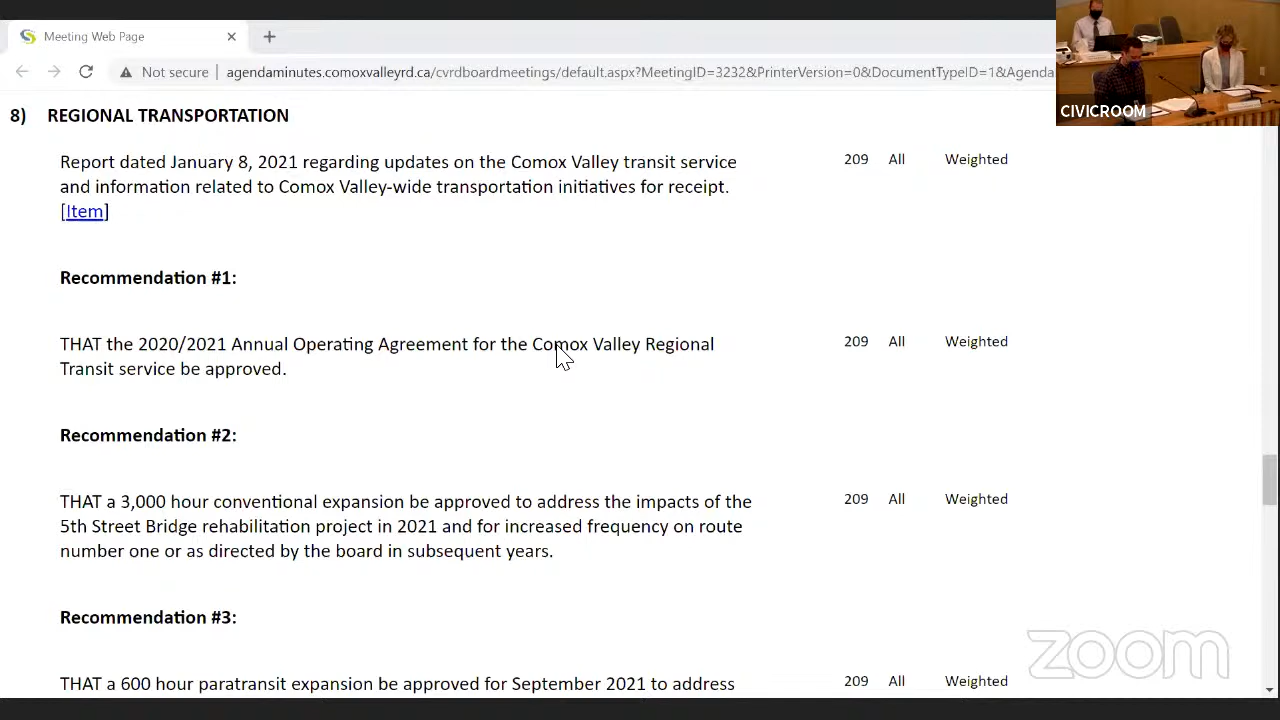 Meeting Web Page
Not secure
agendaminutes.comoxvalleyrd.ca/cvrdboardmeetings/default.aspx?MeetingID=3232&PrinterVersion=0&DocumentTypeID=1&Agenda
CIVICROOM
8) REGIONAL TRANSPORTATION
Report dated January 8, 2021 regarding updates on the Comox Valley transit service 209 All Weighted
and information related to Comox Valley-wide transportation initiatives for receipt.
[Item]
Recommendation #1:
THAT the 2020/2021 Annual Operating Agreement for the Comox Valley Regional 209 All Weighted
Transit service be approved.
Recommendation #2:
THAT a 3,000 hour conventional expansion be approved to address the impacts of the 209 All Weighted
5th Street Bridge rehabilitation project in 2021 and for increased frequency on route
number one or as directed by the board in subsequent years.
Recommendation #3:
THAT a 600 hour paratransit expansion be approved for September 2021 to address 209 All Weighted
zoom